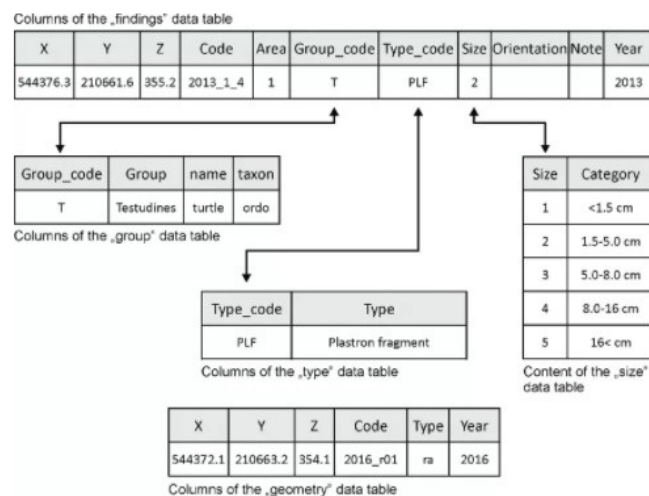 Columns of the „findings" data table
X Y Z Code Area Group_code Type_code Size Orientation Note Year
544376.3 210661.6 355.2 2013_1_4 1 T PLF 2 2013
Group_code Group name taxon
T Testudines turtle ordo
Columns of the „group" data table
Size Category
1 <1.5 cm
2 1.5-5.0 cm
3 5.0-8.0 cm
4 8.0-16 cm
5 16< cm
Content of the „size"
data table
Type_code Type
PLF Plastron fragment
Columns of the „type" data table
X Y Z Code Type Year
544372.1 210663.2 354.1 2016_r01 ra 2016
Columns of the „geometry" data table